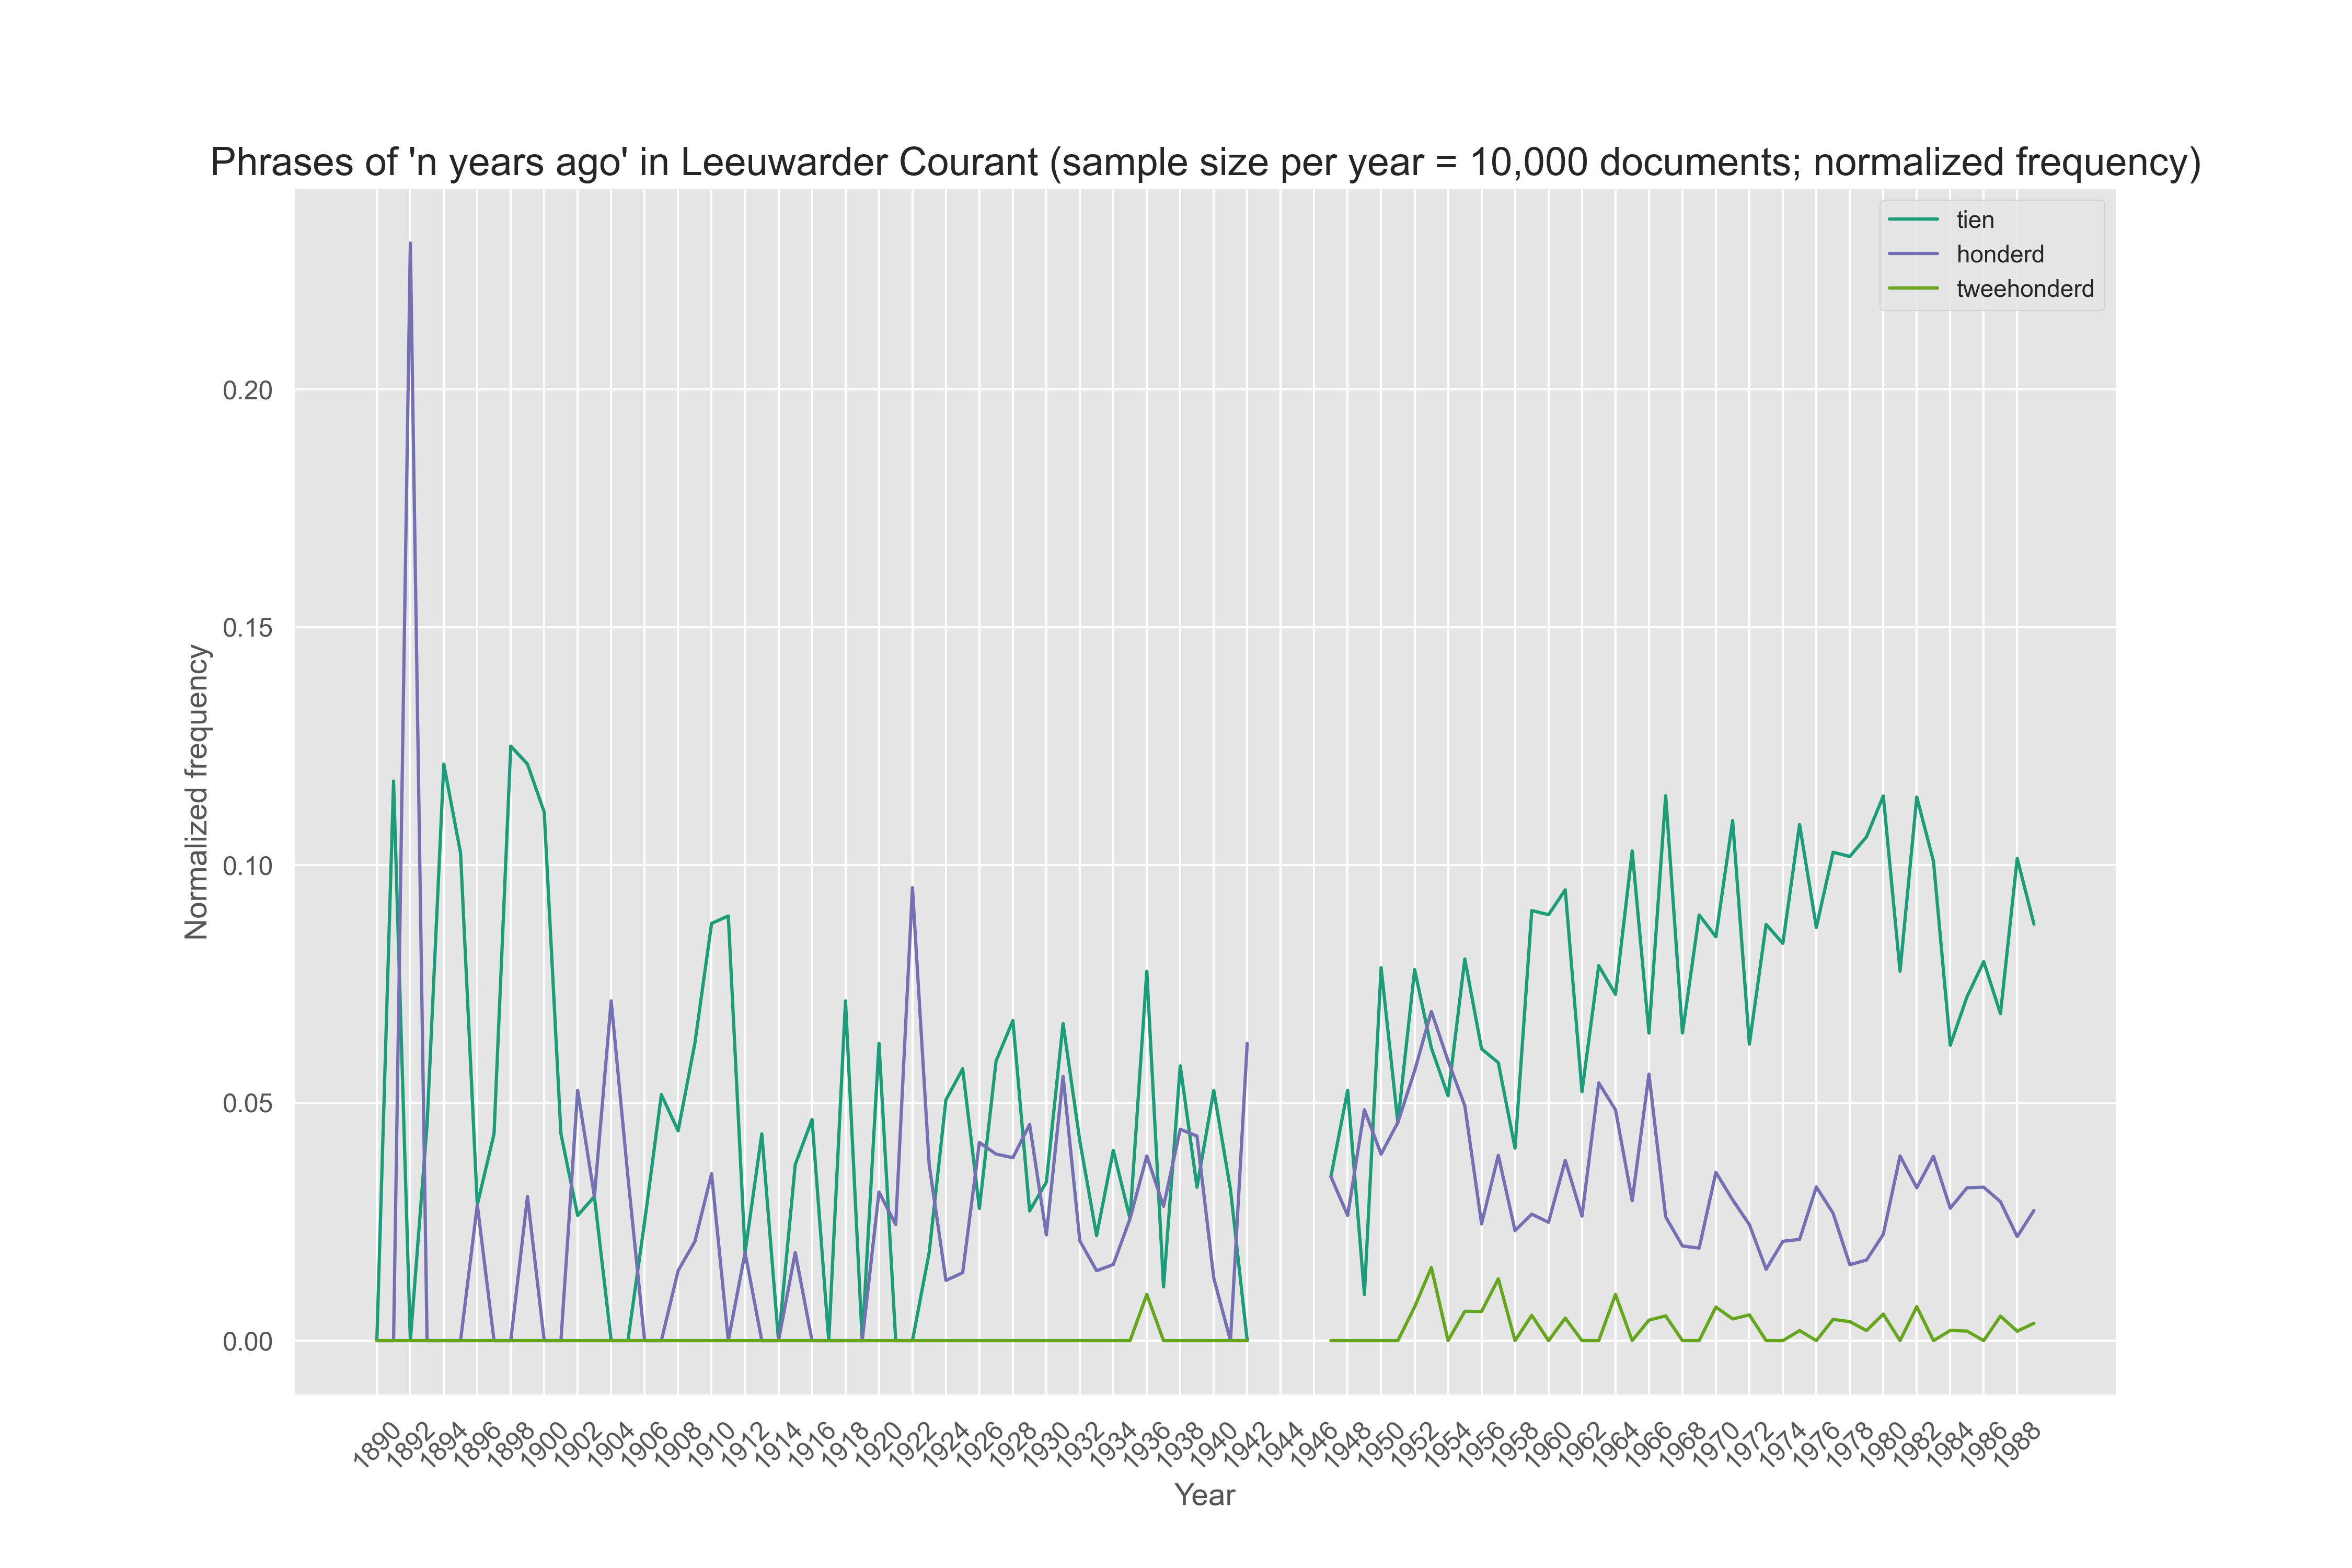 Phrases of 'n years ago' in Leeuwarder Courant (sample size per year = 10,000 documents; normalized frequency)
tien
honderd
tweehonderd
0.20
0.15
0.10
0.05
0.00
Normalized frequency
1890 1892 1894 1896 1898 1900 1902 1904 1906 1908 1910 1912 1914 1916 1918 1920 1922 1924 1926 1928 1930 1932 1934 1936 1938 1940 1942 1944 1946 1948 1950 1952 1954 1956 1958 1960 1962 1964 1966 1968 1970 1972 1974 1976 1978 1980 1982 1984 1986 1988
Year